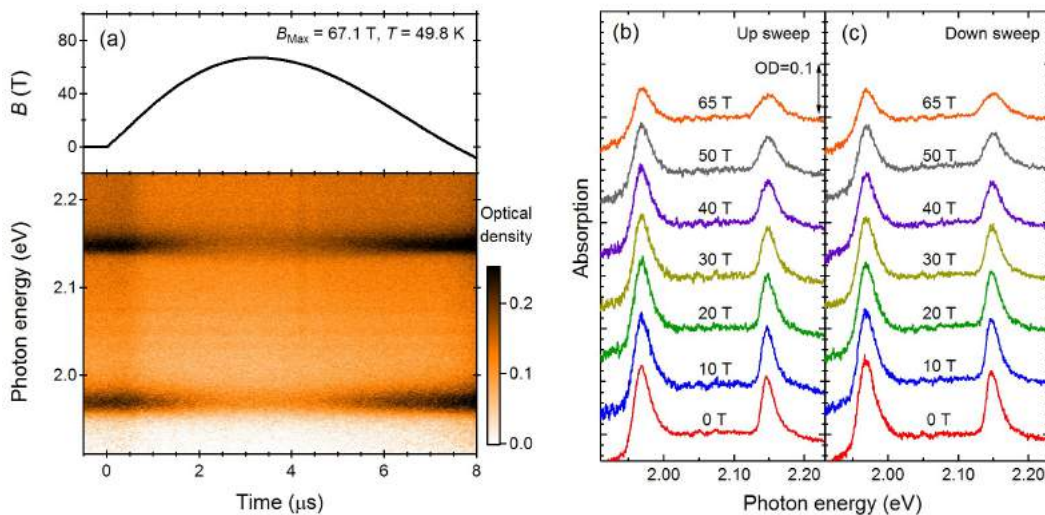 (a)
B_Max = 67.1 T, T = 49.8 K
80
40
0
B (T)
2.2
2.1
2.0
Photon energy (eV)
Optical
density
0.2
0.1
0.0
0 2 4 6 8
Time (μs)
(b) Up sweep
OD=0.1
65 T
50 T
40 T
30 T
20 T
10 T
0 T
Absorption
2.00 2.10 2.20
(c) Down sweep
65 T
50 T
40 T
30 T
20 T
10 T
0 T
2.00 2.10 2.20
Photon energy (eV)